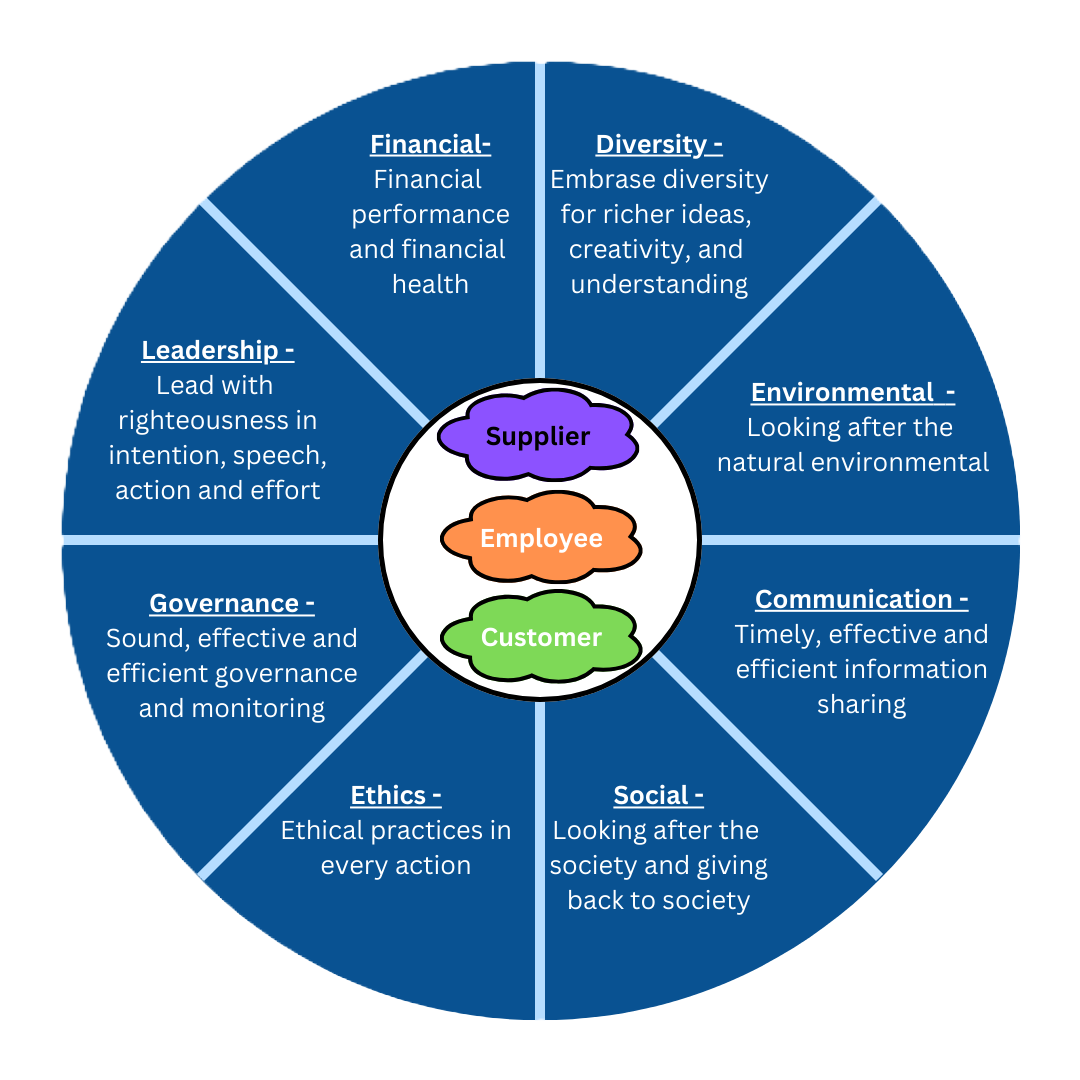 Financial-
Financial
performance
and financial
health
Diversity -
Embrase diversity
for richer ideas,
creativity, and
understanding
Leadership -
Lead with
righteousness in
intention, speech,
action and effort
Environmental  -
Looking after the
natural environmental
Supplier
Employee
Customer
Governance -
Sound, effective and
efficient governance
and monitoring
Communication -
Timely, effective and
efficient information
sharing
Ethics -
Ethical practices in
every action
Social -
Looking after the
society and giving
back to society